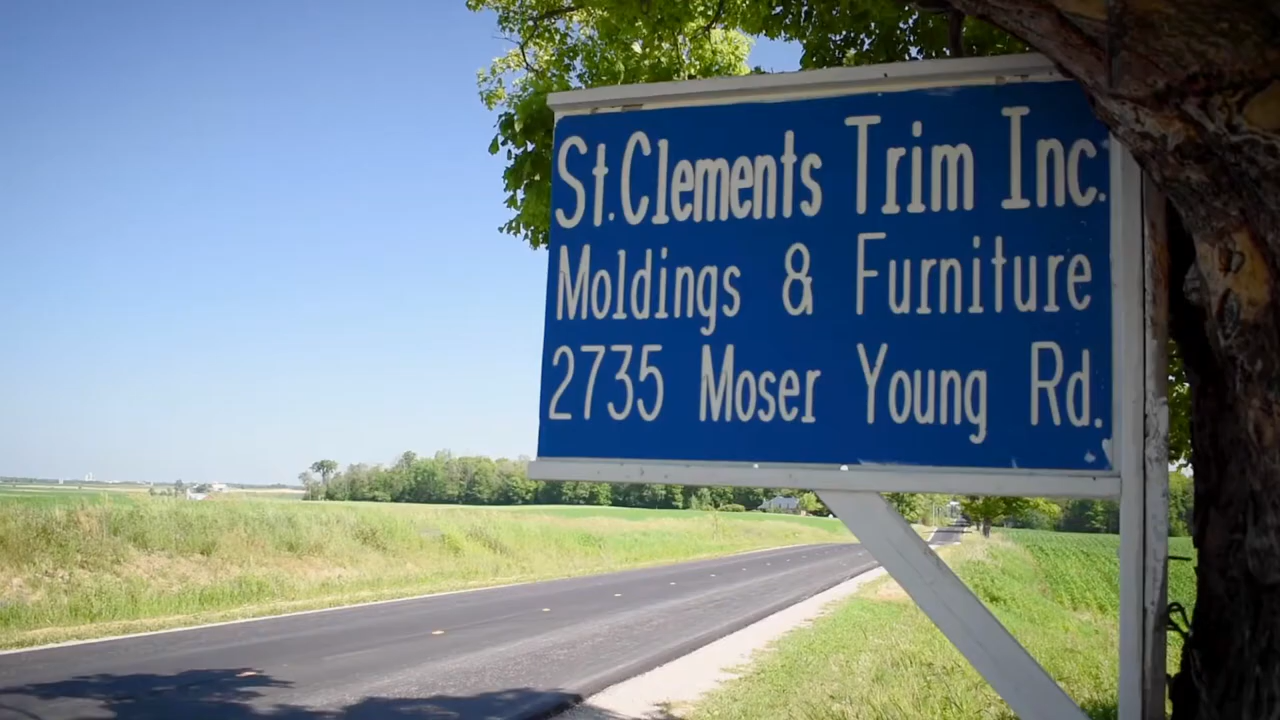 St. Clements Trim Inc.
Moldings & Furniture
2735 Moser Young Rd.